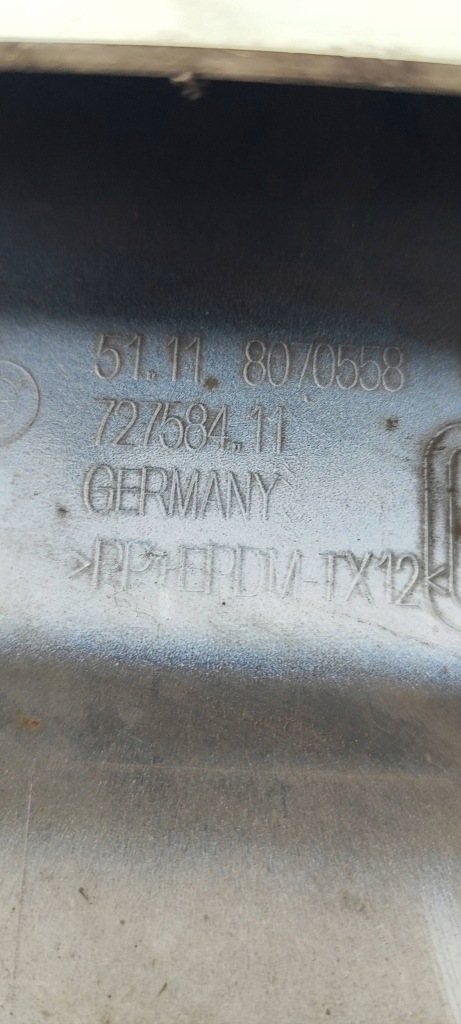 51.11 8070558
727584.11
GERMANY
>PP+EPDM-TX12<